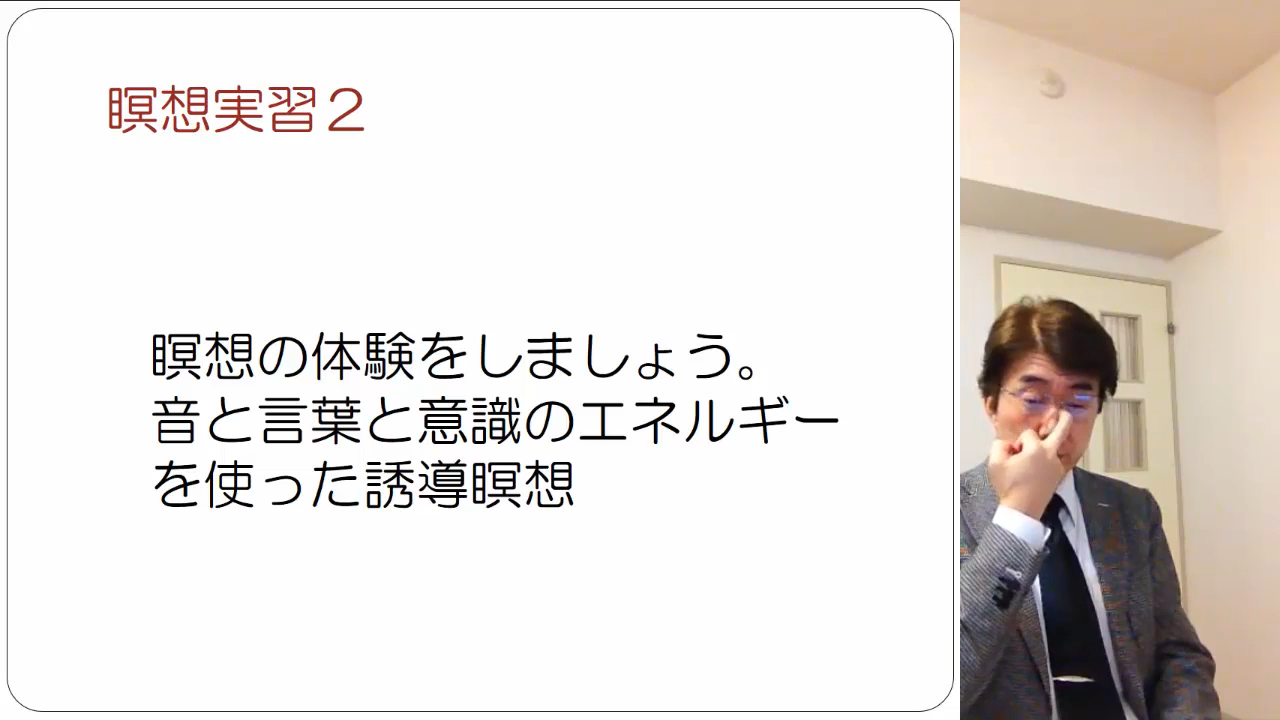 瞑想実習２
瞑想の体験をしましょう。
音と言葉と意識のエネルギー
を使った誘導瞑想